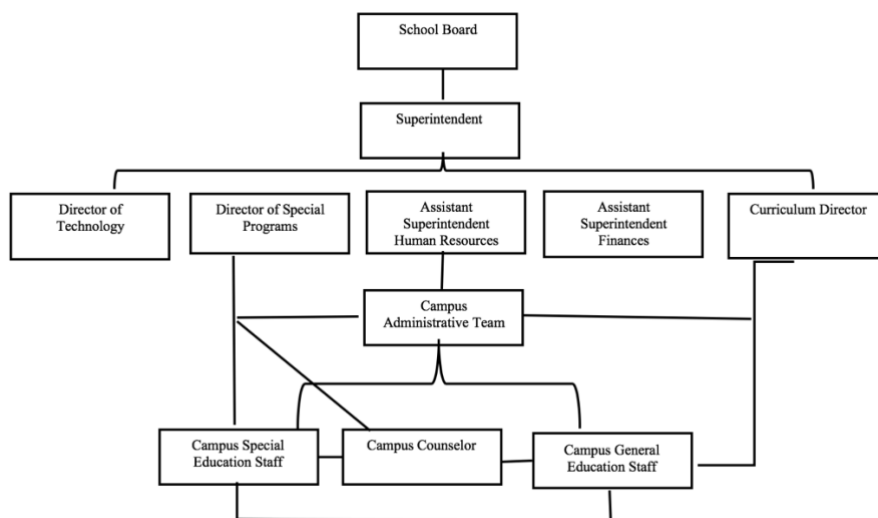 School Board
Superintendent
Director of
Technology
Director of Special
Programs
Assistant
Superintendent
Human Resources
Assistant
Superintendent
Finances
Curriculum Director
Campus
Administrative Team
Campus Special
Education Staff
Campus Counselor
Campus General
Education Staff